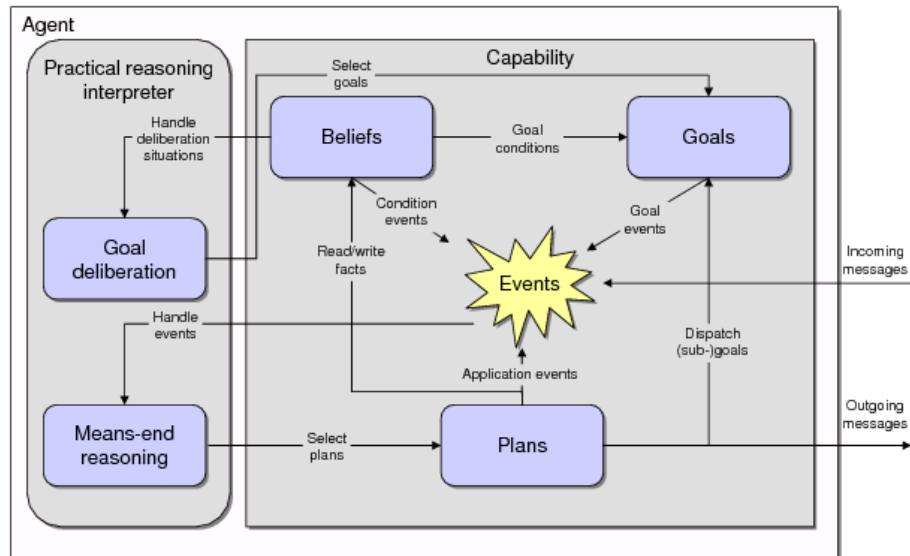 Agent
Practical reasoning
interpreter
Capability
Select
goals
Handle
deliberation
situations
Beliefs
Goal
conditions
Goals
Condition
events
Goal
events
Goal
deliberation
Read/write
facts
Events
Incoming
messages
Handle
events
Dispatch
(sub-)goals
Application events
Means-end
reasoning
Select
plans
Plans
Outgoing
messages